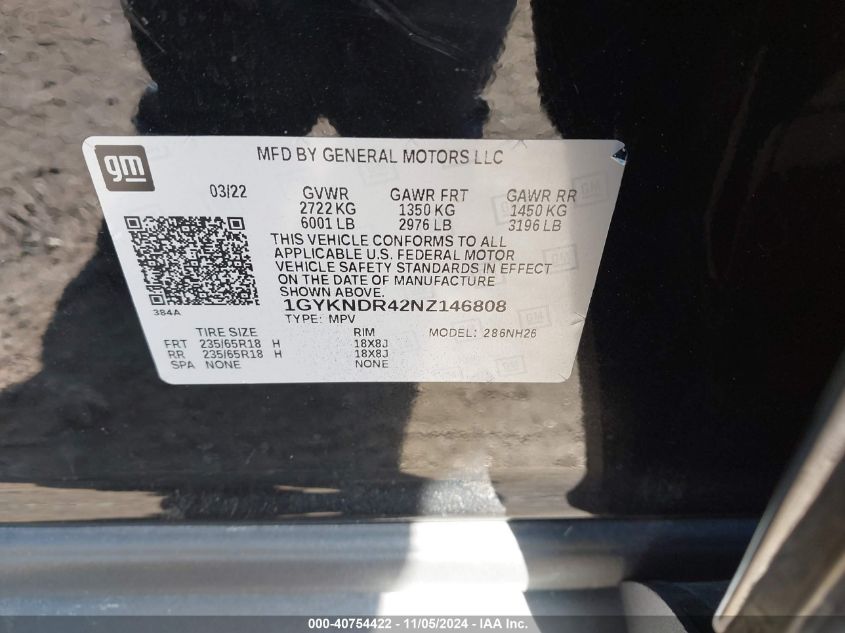 gm
MFD BY GENERAL MOTORS LLC
03/22 GVWR GAWR FRT GAWR RR
2722 KG 1350 KG 1450 KG
6001 LB 2976 LB 3196 LB
THIS VEHICLE CONFORMS TO ALL
APPLICABLE U.S. FEDERAL MOTOR
VEHICLE SAFETY STANDARDS IN EFFECT
ON THE DATE OF MANUFACTURE
SHOWN ABOVE.
384A
1GYKNDR42NZ146808
TYPE: MPV MODEL: 286NH26
TIRE SIZE RIM
FRT 235/65R18 H 18X8J
RR 235/65R18 H 18X8J
SPA NONE NONE
000-40754422 - 11/05/2024 - IAA Inc.